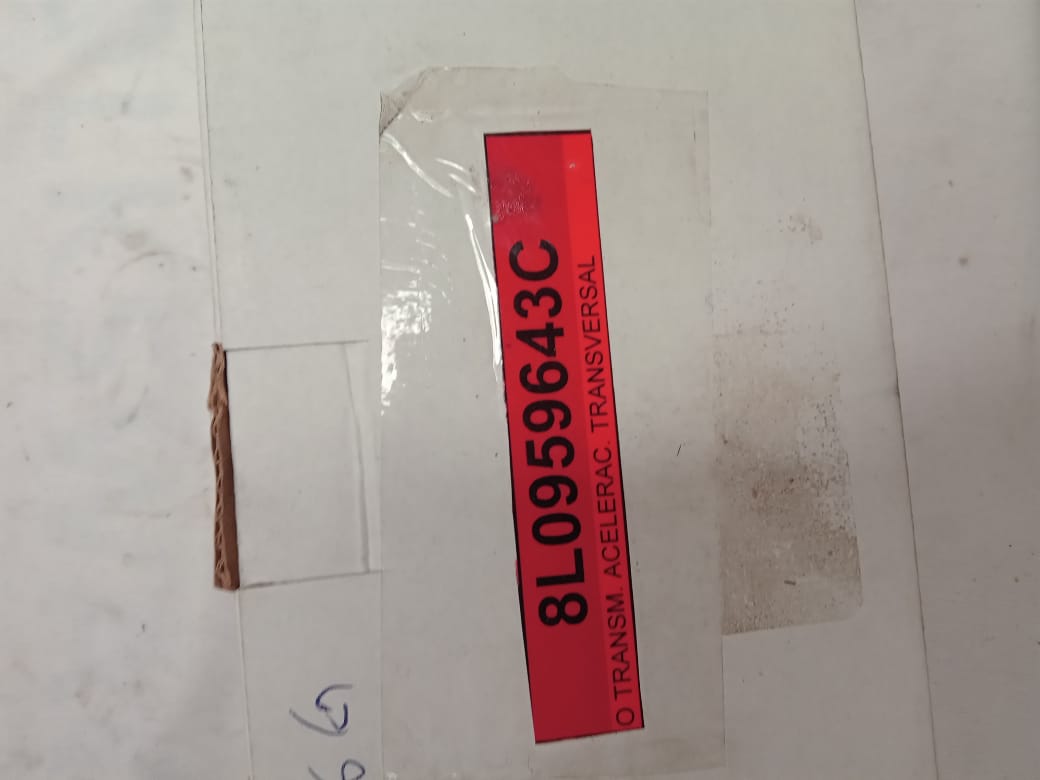 8L0959643C
O TRANSM. ACELERAC. TRANSVERSAL